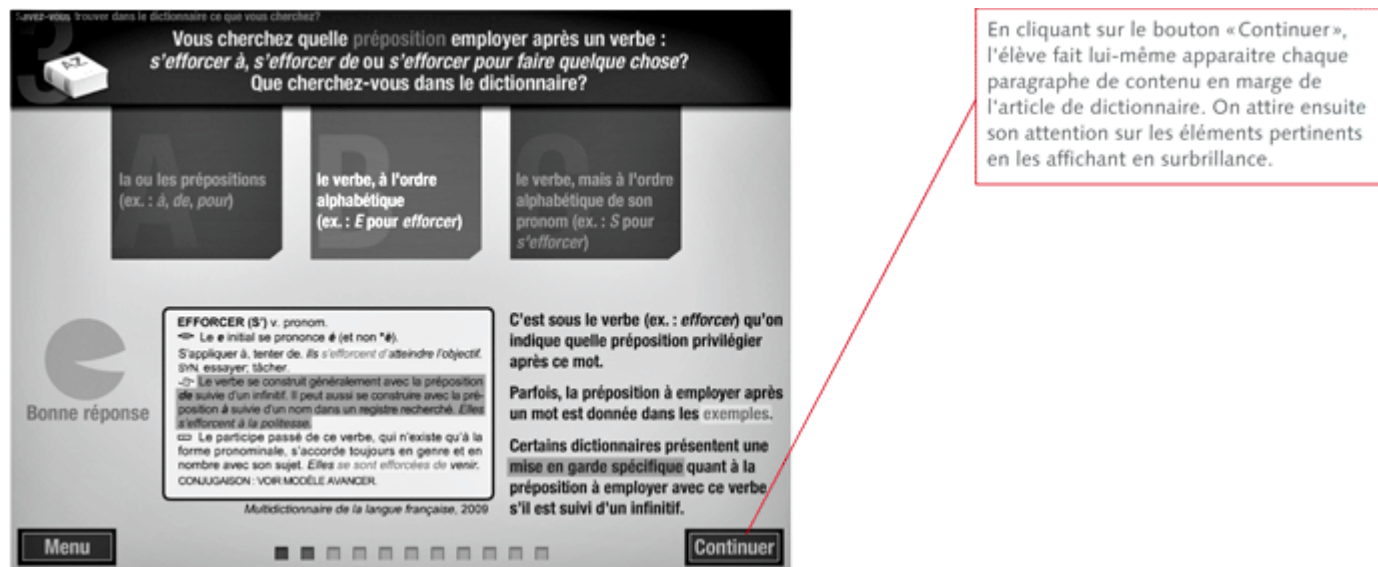 Savez-vous trouver dans le dictionnaire ce que vous cherchez?
3
AZ
Vous cherchez quelle préposition employer après un verbe :
s'efforcer à, s'efforcer de ou s'efforcer pour faire quelque chose?
Que cherchez-vous dans le dictionnaire?
A
la ou les prépositions
(ex. : à, de, pour)
B
le verbe, à l'ordre
alphabétique
(ex. : E pour efforcer)
C
le verbe, mais à l'ordre
alphabétique de son
pronom (ex. : S pour
s'efforcer)
Bonne réponse
EFFORCER (S') v. pronom.
Le e initial se prononce é (et non *è).
S'appliquer à, tenter de. Ils s'efforcent d'atteindre l'objectif.
SYN. essayer; tâcher.
Le verbe se construit généralement avec la préposition
de suivie d'un infinitif. Il peut aussi se construire avec la pré-
position à suivie d'un nom dans un registre recherché. Elles
s'efforcent à la politesse.
Le participe passé de ce verbe, qui n'existe qu'à la
forme pronominale, s'accorde toujours en genre et en
nombre avec son sujet. Elles se sont efforcées de venir.
CONJUGAISON : VOIR MODÈLE AVANCER.
Multidictionnaire de la langue française, 2009
C'est sous le verbe (ex. : efforcer) qu'on
indique quelle préposition privilégier
après ce mot.
Parfois, la préposition à employer après
un mot est donnée dans les exemples.
Certains dictionnaires présentent une
mise en garde spécifique quant à la
préposition à employer avec ce verbe
s'il est suivi d'un infinitif.
Menu
Continuer
En cliquant sur le bouton «Continuer»,
l'élève fait lui-même apparaitre chaque
paragraphe de contenu en marge de
l'article de dictionnaire. On attire ensuite
son attention sur les éléments pertinents
en les affichant en surbrillance.